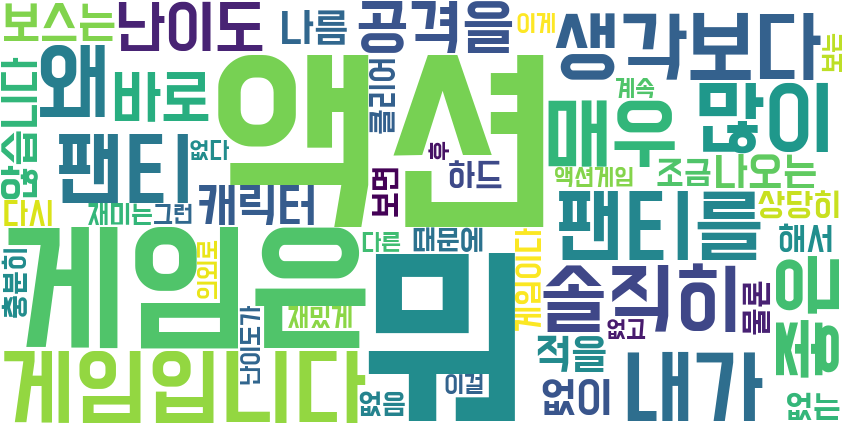 보스는
난이도
나름
공격을
이게
생각보다
보는
않습니다
왜
바로
액션
클리어
계속
매우
많이
팬티
없다
후
하드
액션게임
조금
나오는
다시
재미는
그런
캐릭터
보면
팬티를
상당히
게임은
뭐
다른
때문에
해서
충분히
의외로
재밌게
게임이다
솔직히
물론
좋은
난이도가
없고
적을
게임입니다
없음
이걸
없이
내가
없는